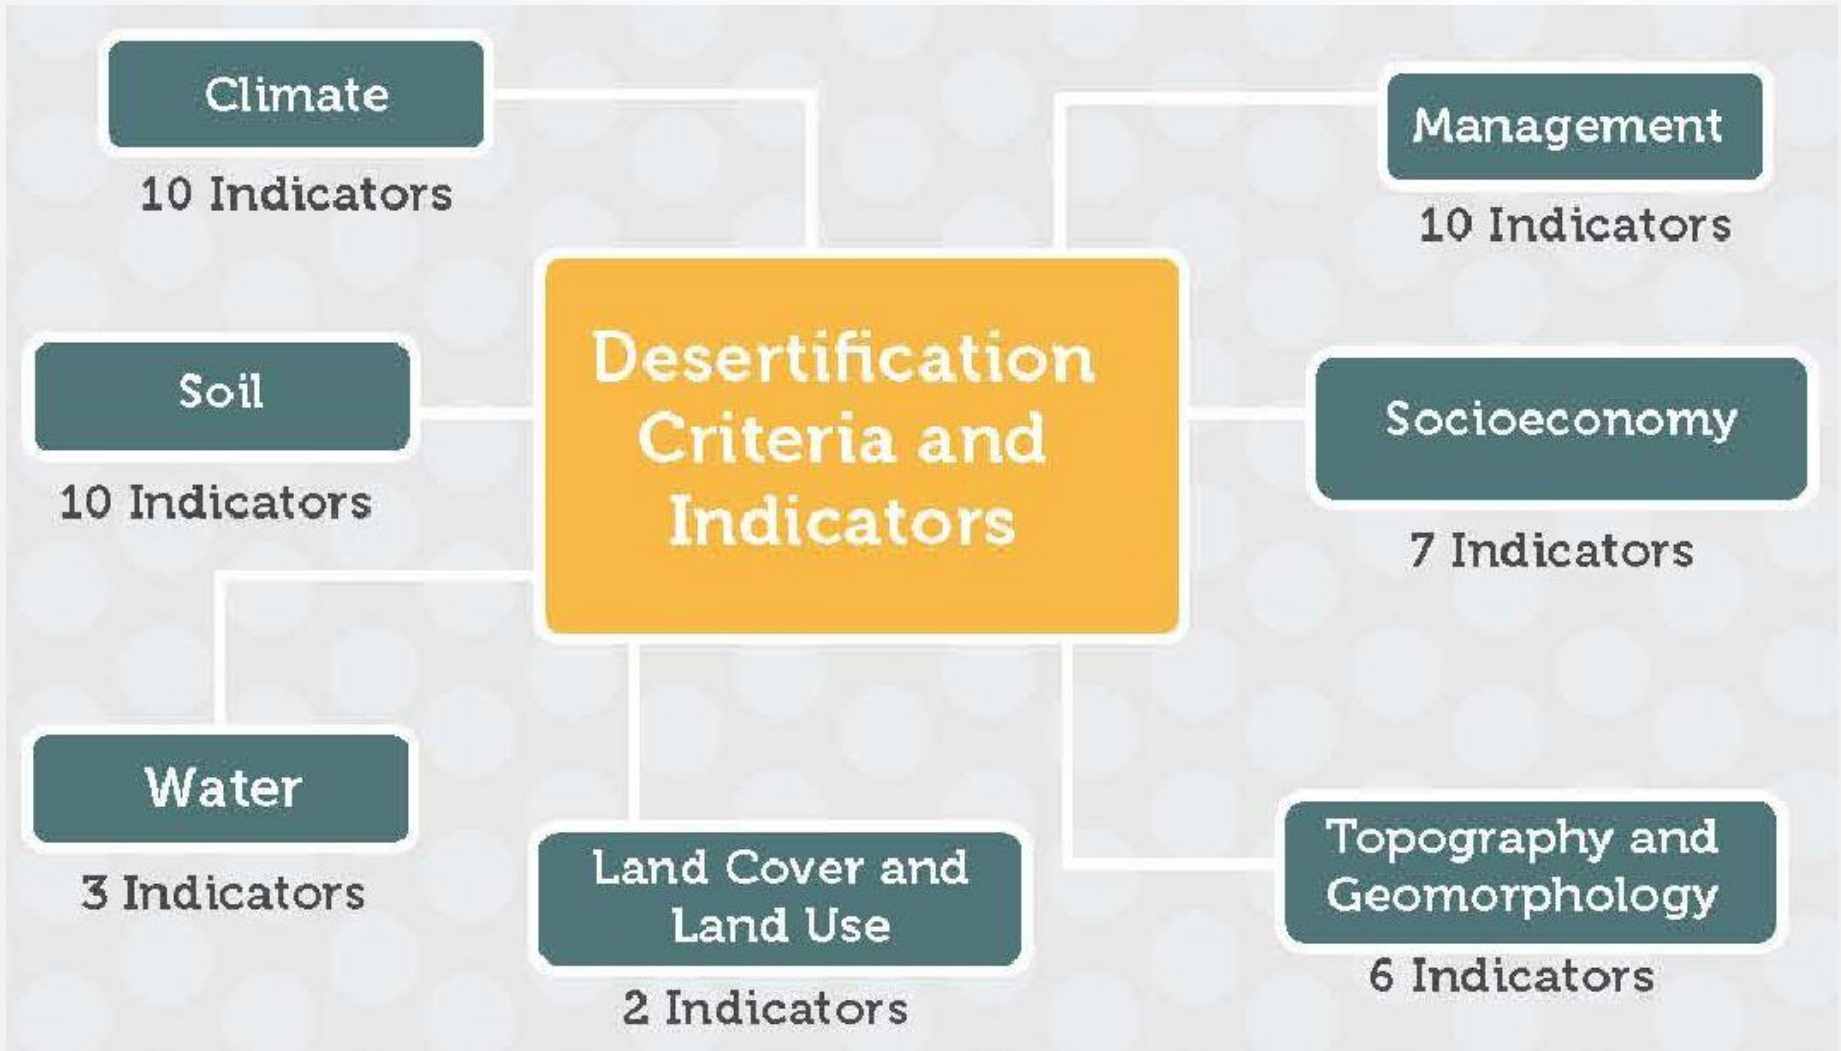 Climate
10 Indicators
Management
10 Indicators
Desertification
Criteria and
Indicators
Soil
10 Indicators
Socioeconomy
7 Indicators
Water
3 Indicators
Land Cover and
Land Use
2 Indicators
Topography and
Geomorphology
6 Indicators